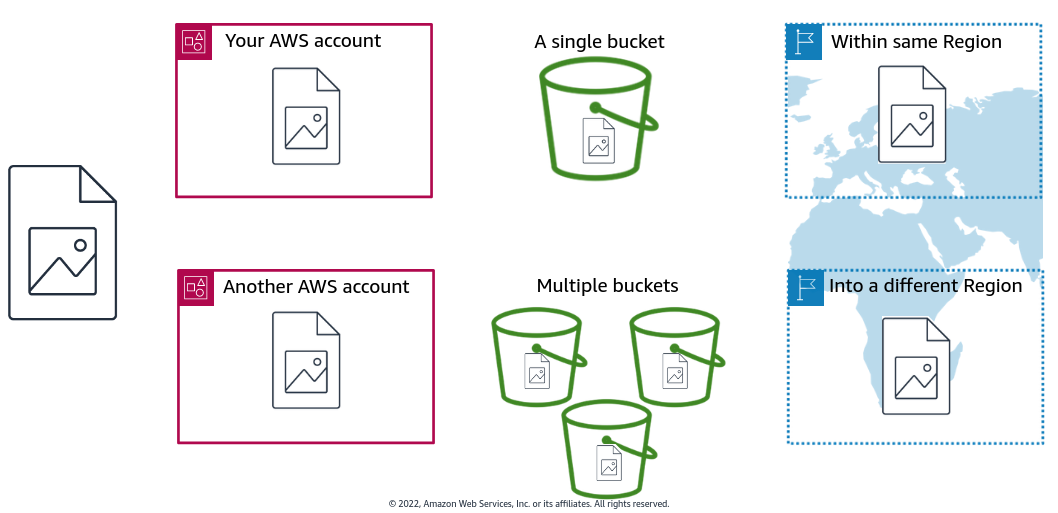 Your AWS account
A single bucket
Within same Region
Another AWS account
Multiple buckets
Into a different Region
© 2022, Amazon Web Services, Inc. or its affiliates. All rights reserved.